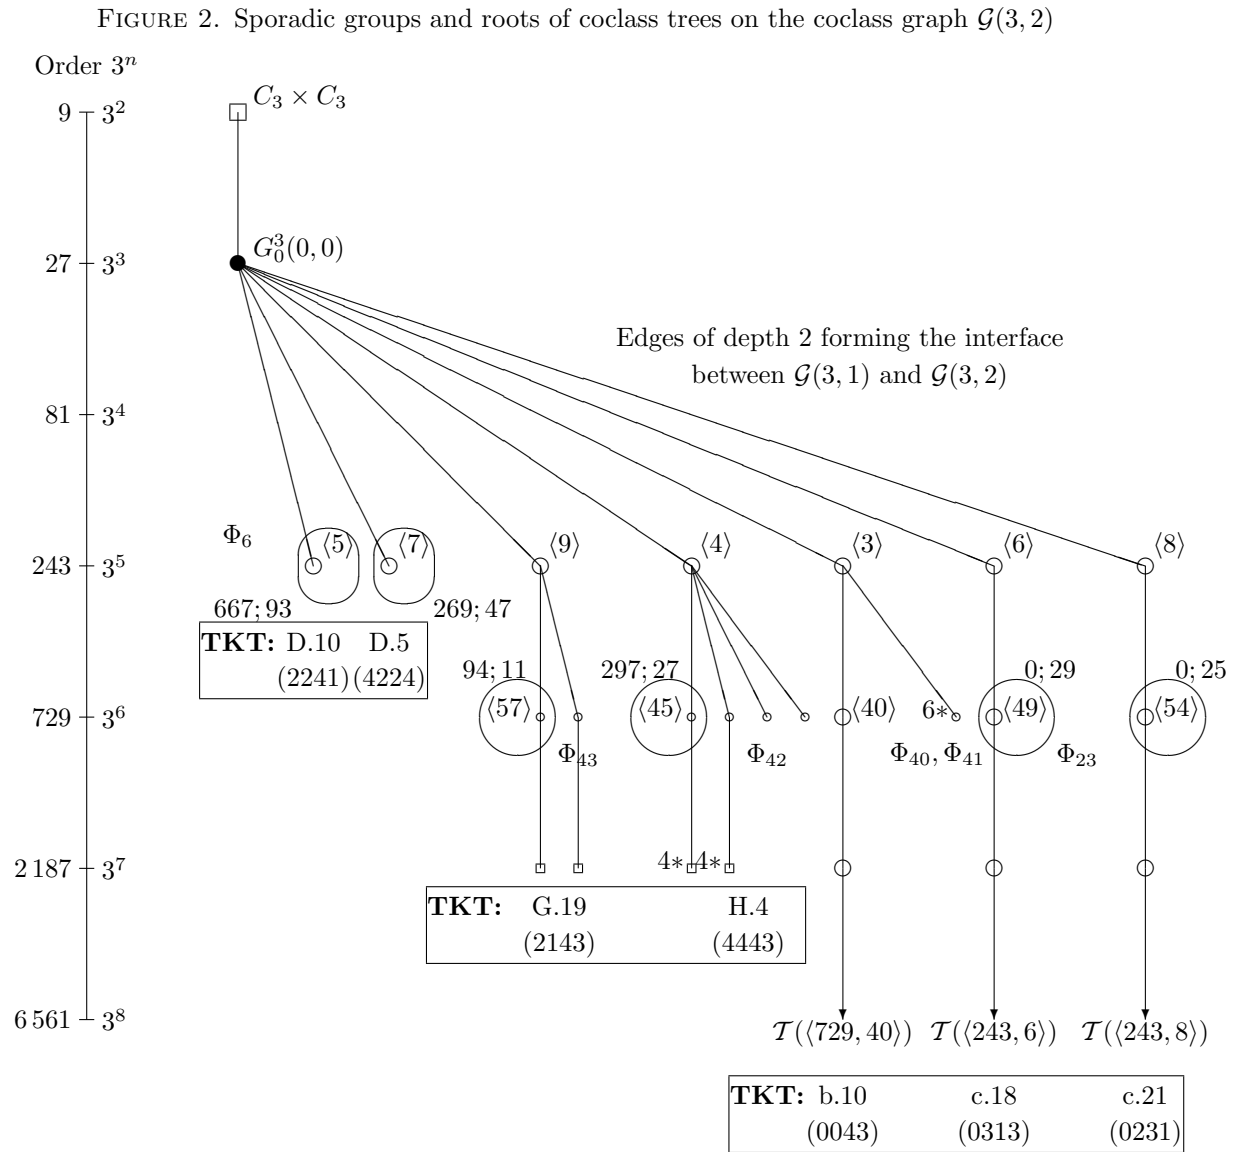 FIGURE 2. Sporadic groups and roots of coclass trees on the coclass graph 𝒢(3, 2)
Order 3ⁿ
9 3²
C₃ × C₃
27 3³
G₀³(0, 0)
Edges of depth 2 forming the interface
between 𝒢(3, 1) and 𝒢(3, 2)
81 3⁴
243 3⁵
Φ₆
⟨5⟩ ⟨7⟩ ⟨9⟩ ⟨4⟩ ⟨3⟩ ⟨6⟩ ⟨8⟩
667; 93 269; 47
TKT: D.10 D.5
(2241) (4224)
94; 11 297; 27 0; 29 0; 25
729 3⁶
⟨57⟩ ⟨45⟩ ⟨40⟩ 6∗ ⟨49⟩ ⟨54⟩
Φ₄₃ Φ₄₂ Φ₄₀, Φ₄₁ Φ₂₃
2 187 3⁷
4∗ 4∗
TKT: G.19 H.4
(2143) (4443)
6 561 3⁸
𝒯(⟨729, 40⟩) 𝒯(⟨243, 6⟩) 𝒯(⟨243, 8⟩)
TKT: b.10 c.18 c.21
(0043) (0313) (0231)